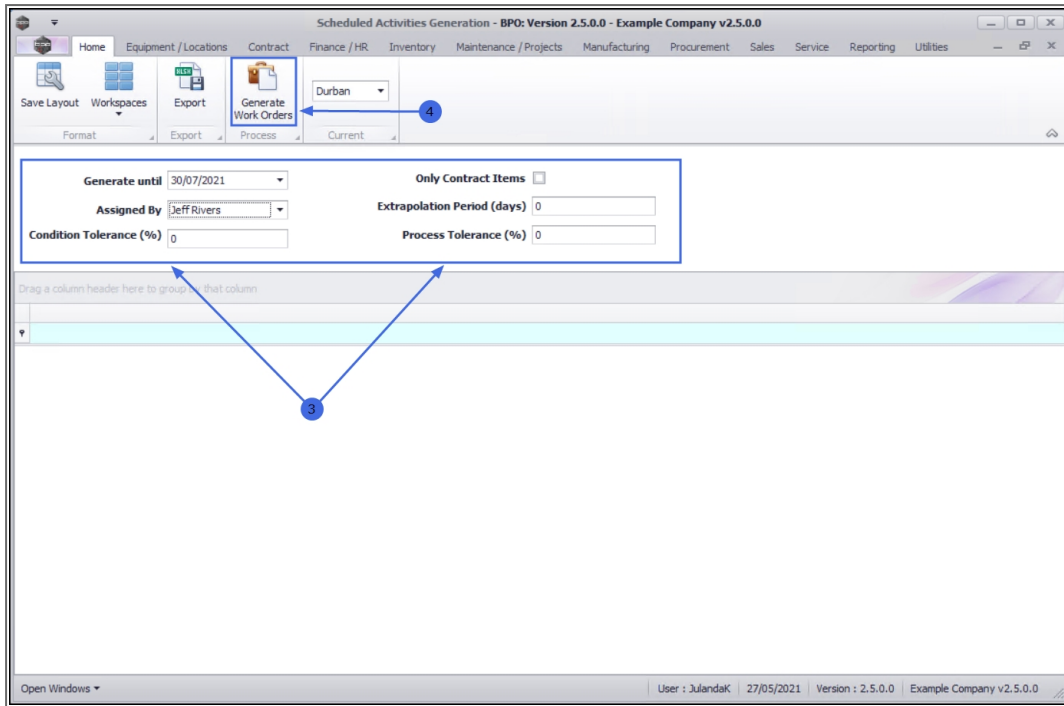 Scheduled Activities Generation - BPO: Version 2.5.0.0 - Example Company v2.5.0.0
Home Equipment / Locations Contract Finance / HR Inventory Maintenance / Projects Manufacturing Procurement Sales Service Reporting Utilities
Save Layout Workspaces Export Generate Work Orders Durban
4
Format Export Process Current
Generate until 30/07/2021 Only Contract Items
Assigned By Jeff Rivers Extrapolation Period (days) 0
Condition Tolerance (%) 0 Process Tolerance (%) 0
Drag a column header here to group by that column
3
Open Windows User : JulandaK 27/05/2021 Version : 2.5.0.0 Example Company v2.5.0.0